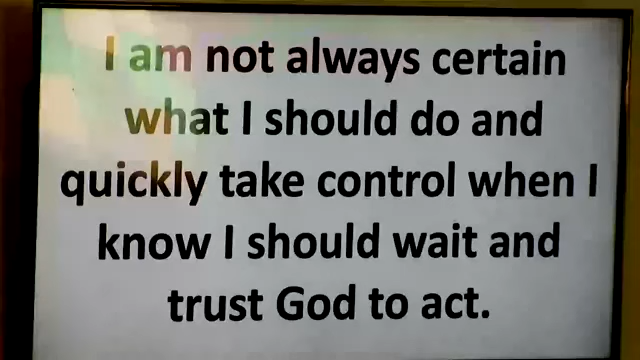 I am not always certain
what I should do and
quickly take control when I
know I should wait and
trust God to act.